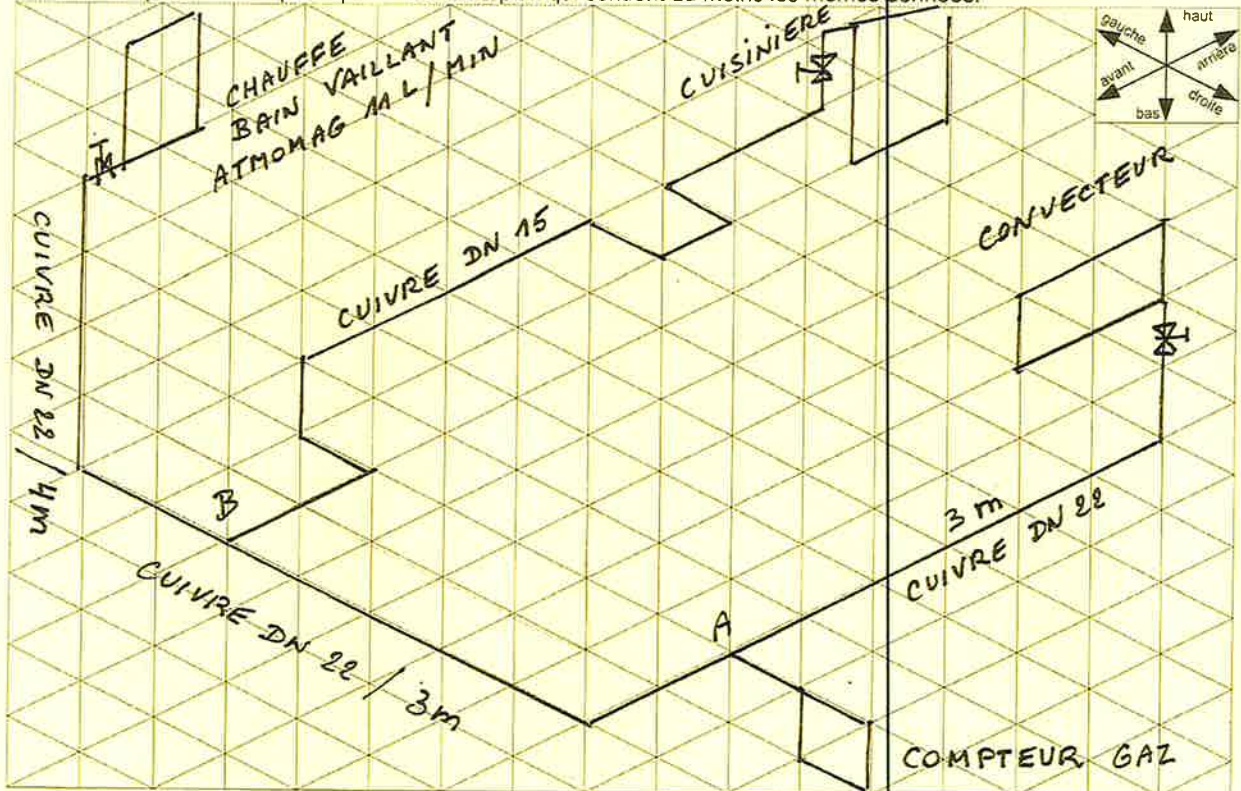 gauche
haut
arrière
avant
droite
bas
CHAUFFE
BAIN VAILLANT
ATMOMAG 11 L/MIN
CUISINIERE
CONVECTEUR
CUIVRE DN 15
CUIVRE DN 22 / 4m
B
3 m
CUIVRE DN 22
A
CUIVRE DN 22 / 3m
COMPTEUR GAZ